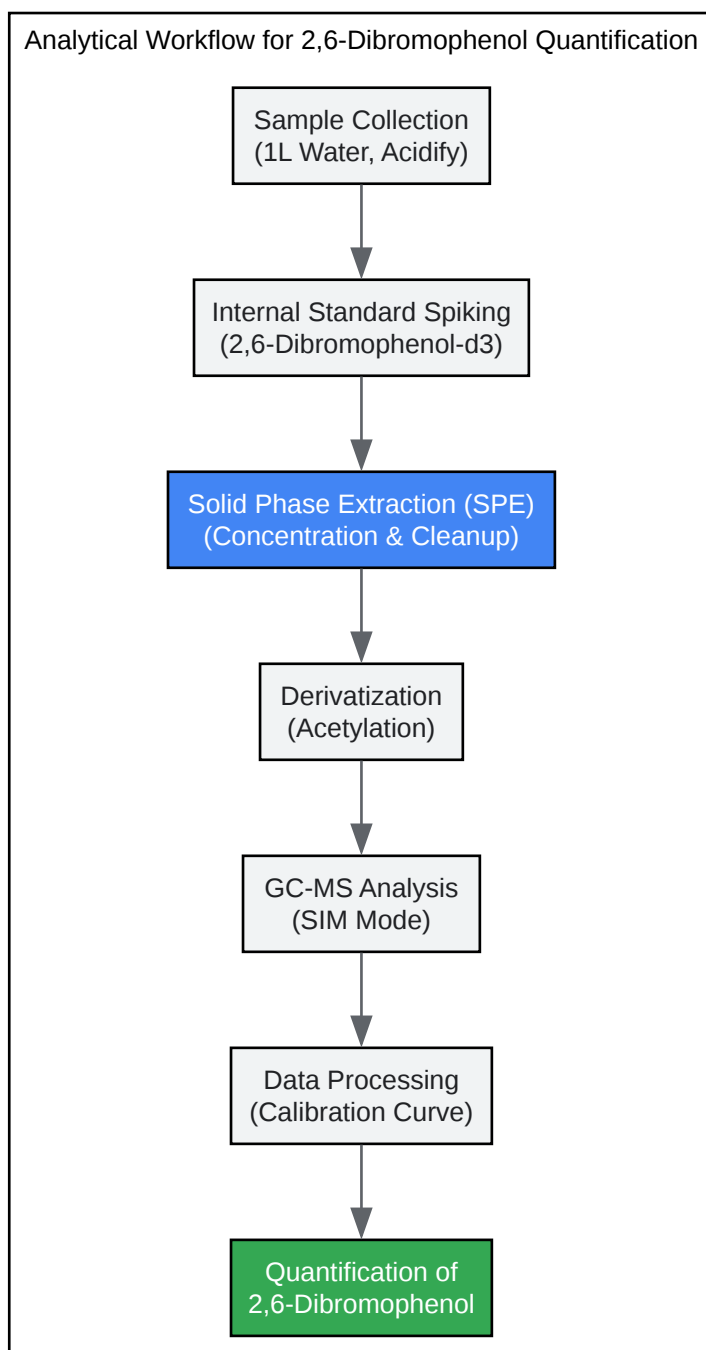 Analytical Workflow for 2,6-Dibromophenol Quantification
Sample Collection
(1L Water, Acidify)
Internal Standard Spiking
(2,6-Dibromophenol-d3)
Solid Phase Extraction (SPE)
(Concentration & Cleanup)
Derivatization
(Acetylation)
GC-MS Analysis
(SIM Mode)
Data Processing
(Calibration Curve)
Quantification of
2,6-Dibromophenol